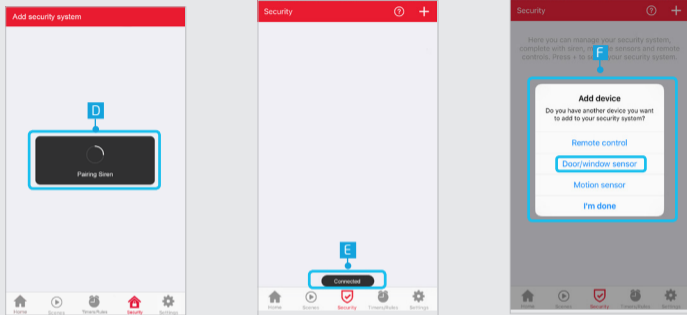 Add security system
D
Pairing Siren
Home
Scenes
Timers/Rules
Security
Settings
Security
?
+
E
Connected
Home
Scenes
Security
Timers/Rules
Settings
Security
?
+
Here you can manage your security system,
complete with siren, sensors and remote
controls. Press + to your security system.
F
Add device
Do you have another device you want
to add to your security system?
Remote control
Door/window sensor
Motion sensor
I'm done
Home
Scenes
Security
Timers/Rules
Settings